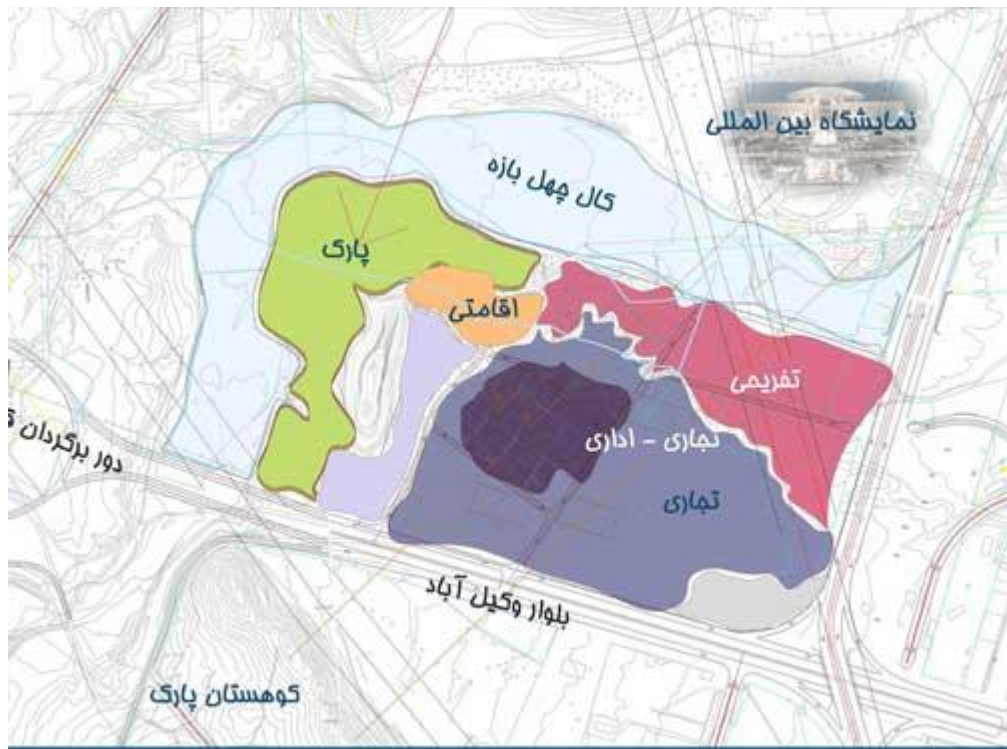 نمایشگاه بین المللی
کال چهل بازه
پارک
اقامتی
تفریحی
تجاری - اداری
تجاری
دور برگردان
بلوار وکیل آباد
کوهستان پارک